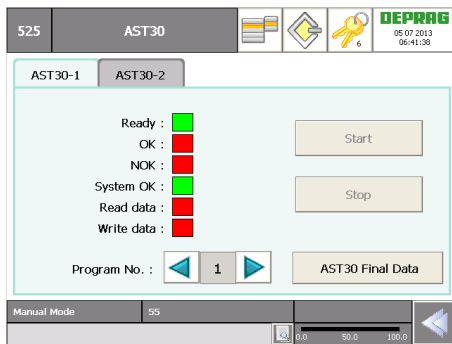 525
AST30
6
DEPRAG
05 07 2013
06:41:38
AST30-1
AST30-2
Ready :
OK :
NOK :
System OK :
Read data :
Write data :
Start
Stop
Program No. :
1
AST30 Final Data
Manual Mode
55
0.0 50.0 100.0